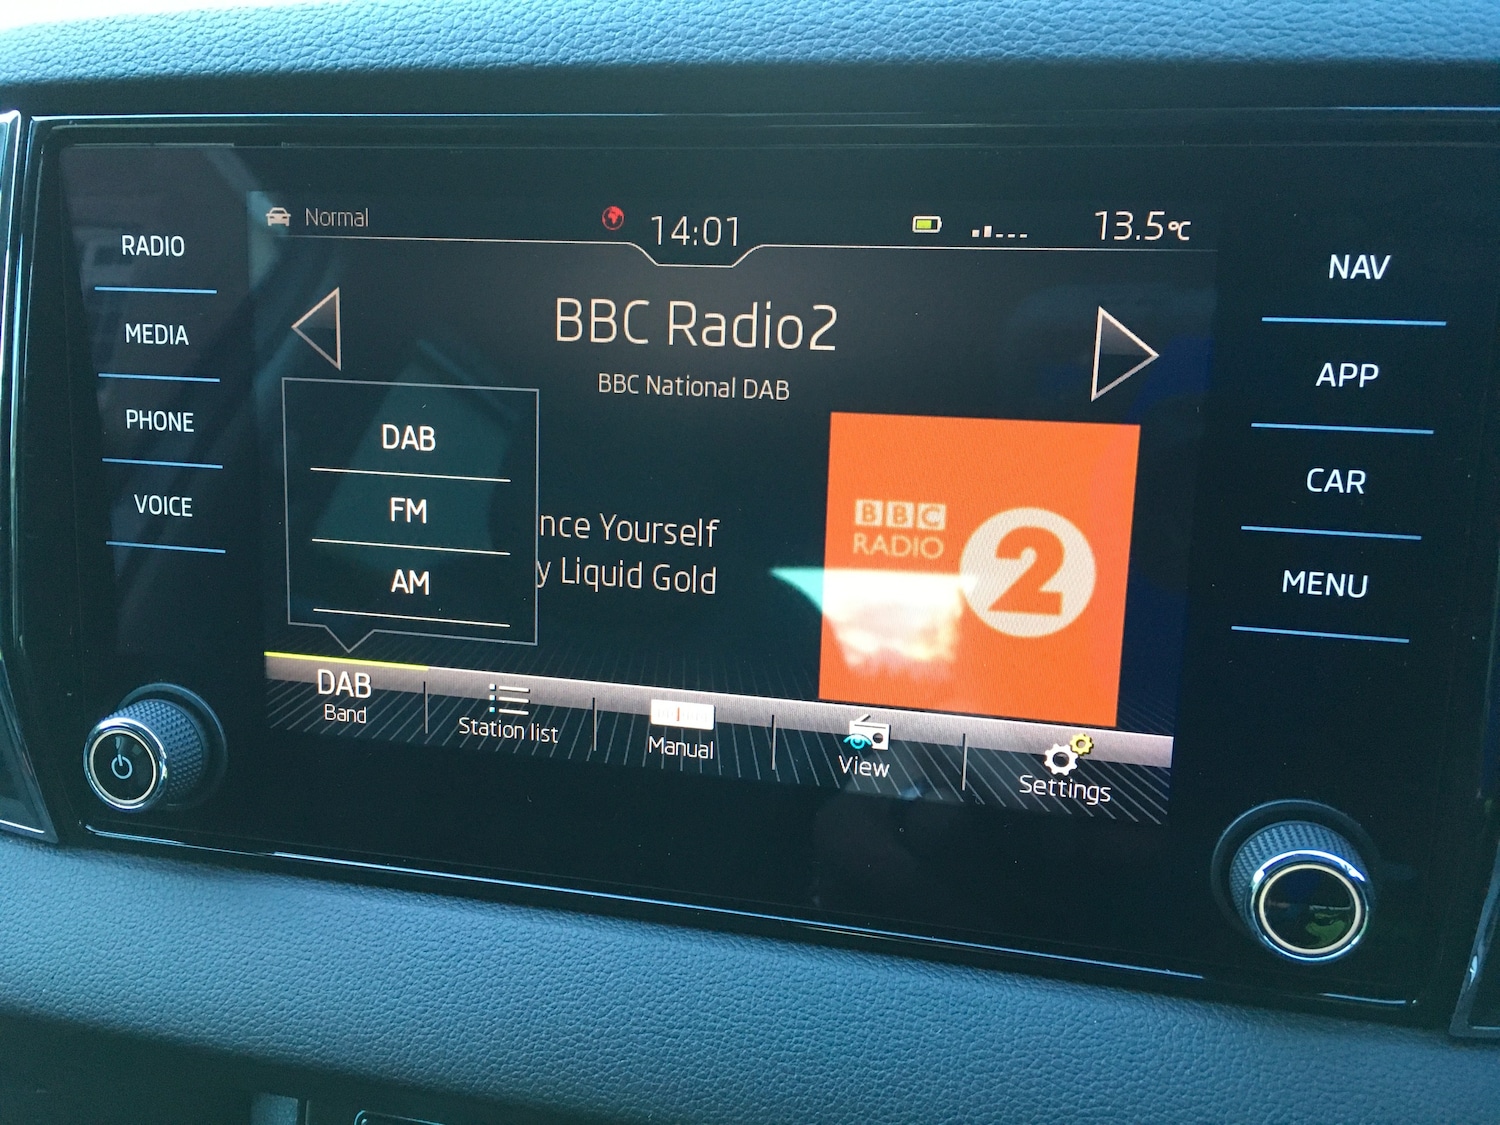 Normal
14:01
13.5°C
RADIO
MEDIA
PHONE
VOICE
BBC Radio2
BBC National DAB
DAB
FM
AM
nce Yourself
y Liquid Gold
BBC
RADIO
2
DAB
Band
Station list
Manual
View
Settings
NAV
APP
CAR
MENU